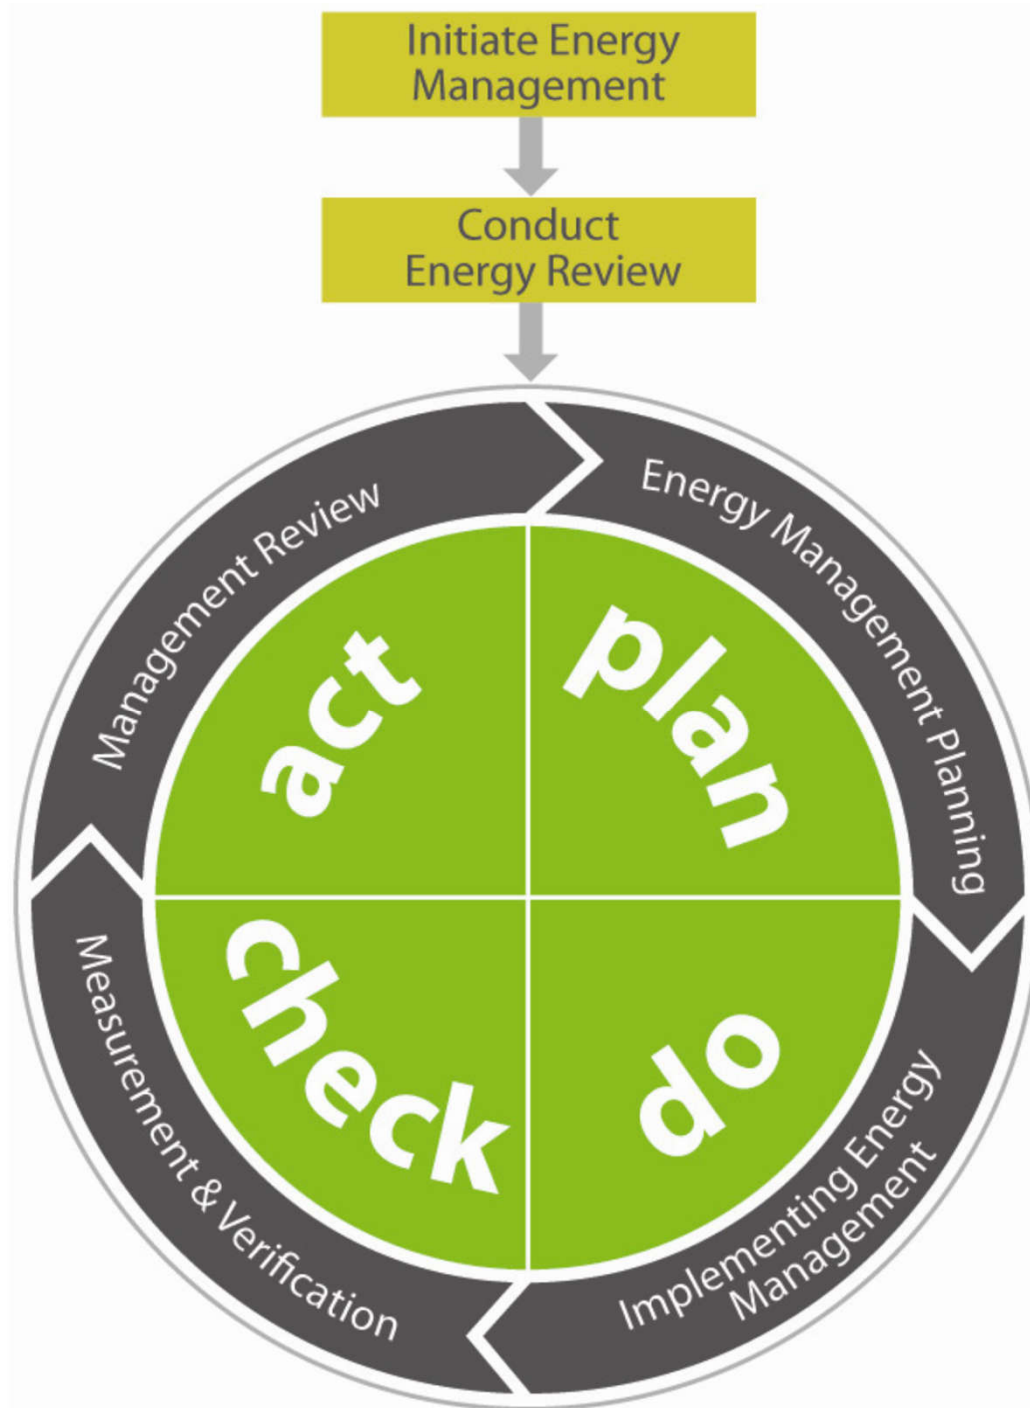 Initiate Energy
Management
Conduct
Energy Review
Energy Management Planning
plan
Implementing Energy
Management
do
Measurement & Verification
check
Management Review
act